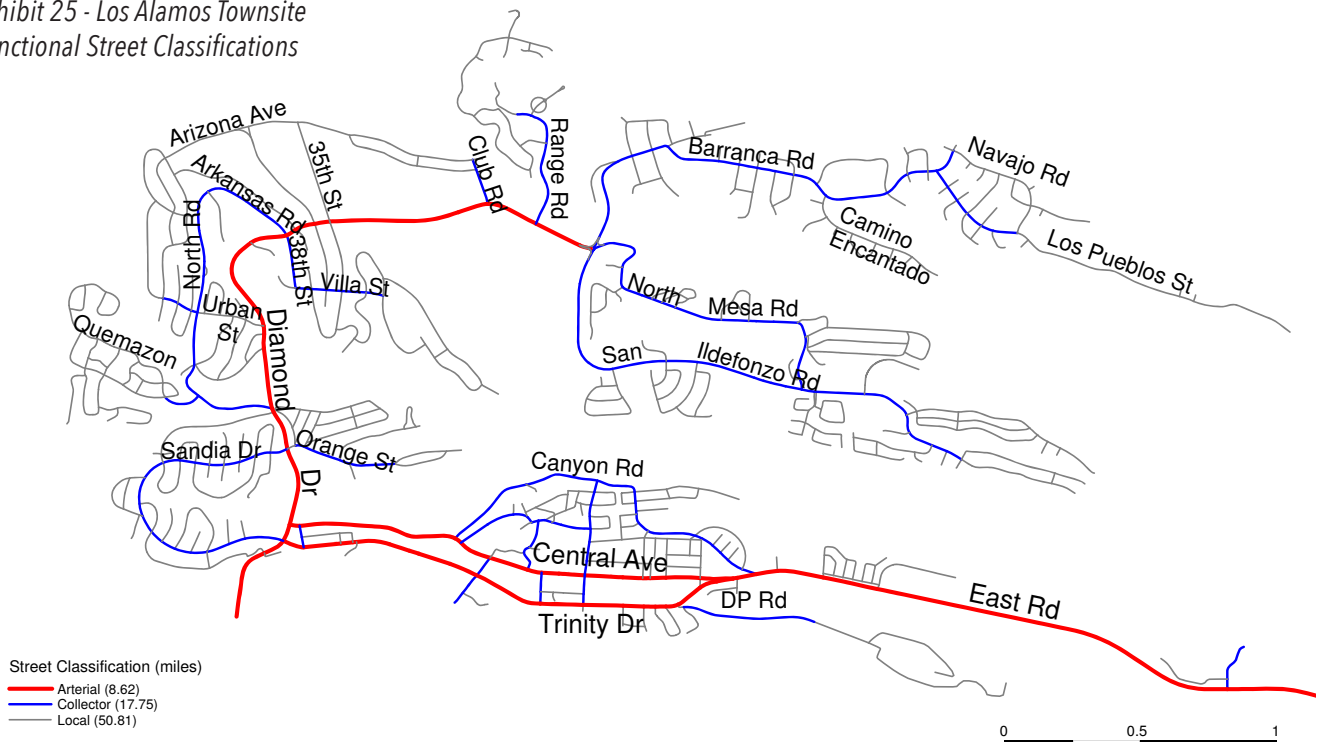 hibit 25 - Los Alamos Townsite
nctional Street Classifications
Arizona Ave
35th St
Arkansas Rd
North Rd
38th St
Villa St
Urban
St
Quemazon
Diamond
Dr
Club Rd
Range Rd
Barranca Rd
Navajo Rd
Camino
Encantado
Los Pueblos St
North
Mesa Rd
San
Ildefonzo Rd
Sandia Dr
Orange St
Canyon Rd
Central Ave
Trinity Dr
DP Rd
East Rd
Street Classification (miles)
Arterial (8.62)
Collector (17.75)
Local (50.81)
0 0.5 1